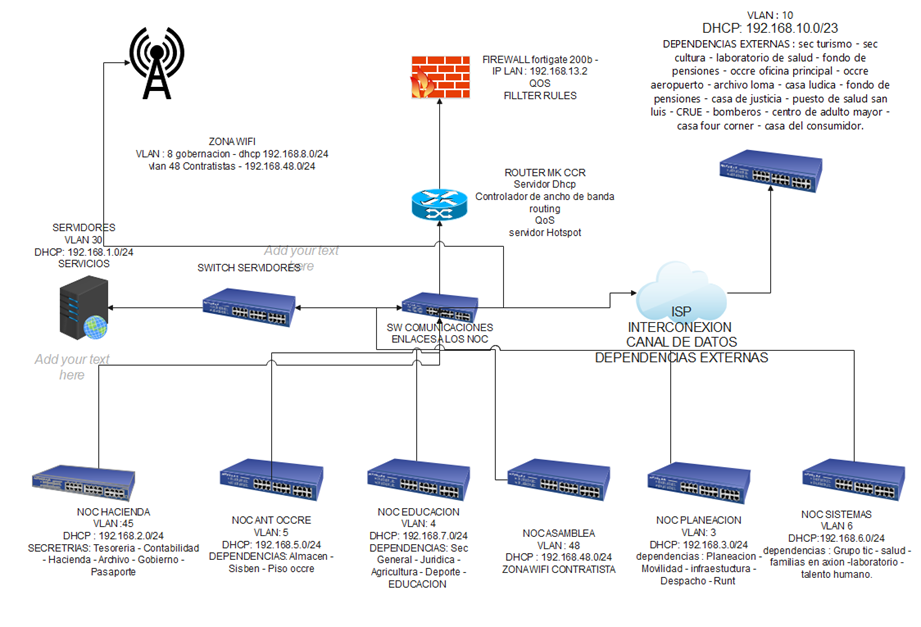 VLAN : 10
DHCP: 192.168.10.0/23
DEPENDENCIAS EXTERNAS : sec turismo - sec
cultura - laboratorio de salud - fondo de
pensiones - occre oficina principal - occre
aeropuerto - archivo loma - casa ludica - fondo de
pensiones - casa de justicia - puesto de salud san
luis - CRUE - bomberos - centro de adulto mayor -
casa four corner - casa del consumidor.
FIREWALL fortigate 200b -
IP LAN : 192.168.13.2
QOS
FILLTER RULES
ZONA WIFI
VLAN : 8 gobernacion - dhcp 192.168.8.0/24
vlan 48 Contratistas - 192.168.48.0/24
ROUTER MK CCR
Servidor Dhcp
Controlador de ancho de banda
routing
QoS
servidor Hotspot
SERVIDORES
VLAN 30
DHCP: 192.168.1.0/24
SERVICIOS
Add your text
here
SWITCH SERVIDORES
SW COMUNICACIONES
ENLACES A LOS NOC
ISP
INTERCONEXION
CANAL DE DATOS
DEPENDENCIAS EXTERNAS
Add your text
here
NOC HACIENDA
VLAN :45
DHCP : 192.168.2.0/24
SECRETRIAS: Tesoreria - Contabilidad
- Hacienda - Archivo - Gobierno -
Pasaporte
NOC ANT OCCRE
VLAN: 5
DHCP: 192.168.5.0/24
DEPENDENCIAS: Almacen -
Sisben - Piso occre
NOC EDUCACION
VLAN: 4
DHCP: 192.168.7.0/24
DEPENDENCIAS: Sec
General - Juridica -
Agricultura - Deporte -
EDUCACION
NOC ASAMBLEA
VLAN : 48
DHCP : 192.168.48.0/24
ZONA WIFI CONTRATISTA
NOC PLANEACION
VLAN : 3
DHCP: 192.168.3.0/24
dependencias : Planeacion -
Movilidad - infraestuctura -
Despacho - Runt
NOC SISTEMAS
VLAN 6
DHCP:192.168.6.0/24
dependencias : Grupo tic - salud -
familias en axion -laboratorio -
talento humano.